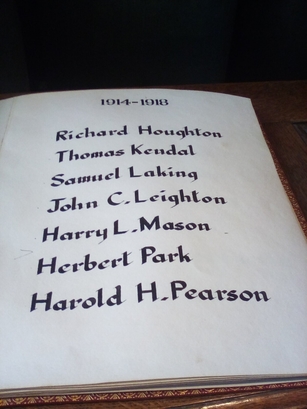 1914-1918
Richard Houghton
Thomas Kendal
Samuel Laking
John C. Leighton
Harry L. Mason
Herbert Park
Harold H. Pearson